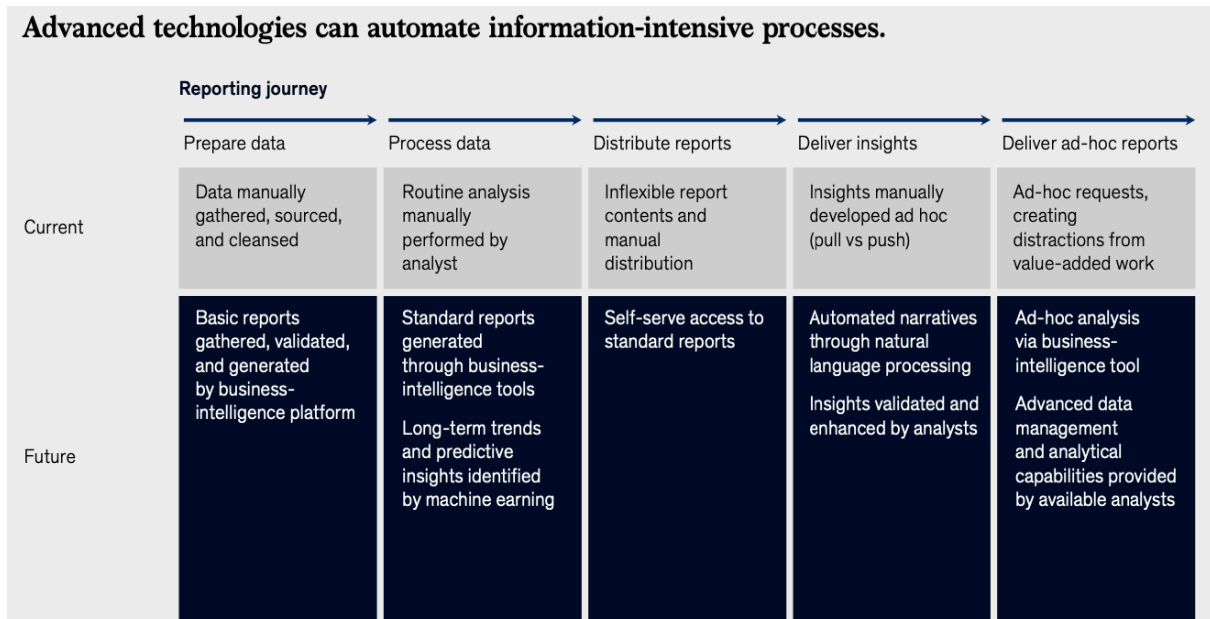 Advanced technologies can automate information-intensive processes.
Reporting journey
Prepare data
Process data
Distribute reports
Deliver insights
Deliver ad-hoc reports
Current
Data manually
gathered, sourced,
and cleansed
Routine analysis
manually
performed by
analyst
Inflexible report
contents and
manual
distribution
Insights manually
developed ad hoc
(pull vs push)
Ad-hoc requests,
creating
distractions from
value-added work
Future
Basic reports
gathered, validated,
and generated
by business-
intelligence platform
Standard reports
generated
through business-
intelligence tools
Long-term trends
and predictive
insights identified
by machine earning
Self-serve access to
standard reports
Automated narratives
through natural
language processing
Insights validated and
enhanced by analysts
Ad-hoc analysis
via business-
intelligence tool
Advanced data
management
and analytical
capabilities provided
by available analysts